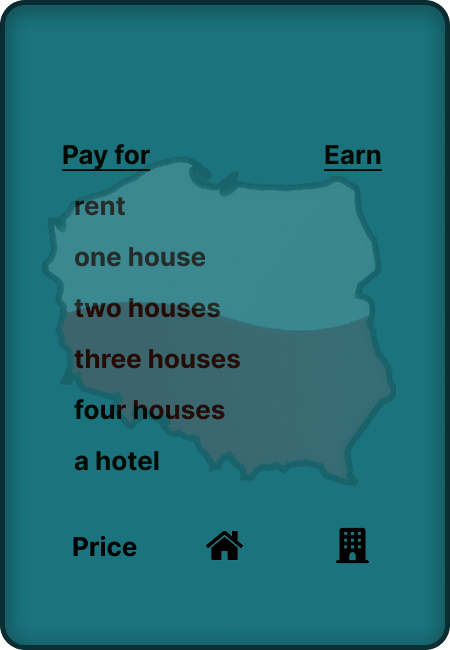 Pay for Earn
rent
one house
two houses
three houses
four houses
a hotel
Price